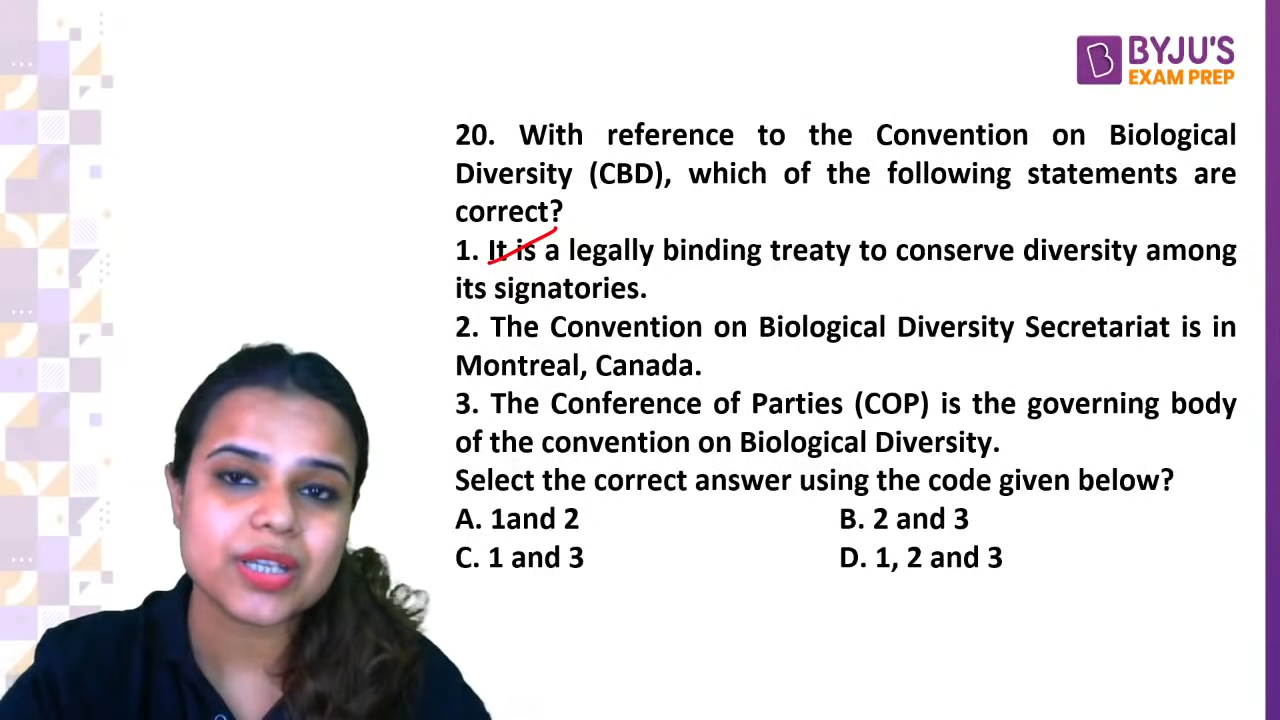 BYJU'S
EXAM PREP
20. With reference to the Convention on Biological
Diversity (CBD), which of the following statements are
correct?
1. It is a legally binding treaty to conserve diversity among
its signatories.
2. The Convention on Biological Diversity Secretariat is in
Montreal, Canada.
3. The Conference of Parties (COP) is the governing body
of the convention on Biological Diversity.
Select the correct answer using the code given below?
A. 1and 2 B. 2 and 3
C. 1 and 3 D. 1, 2 and 3